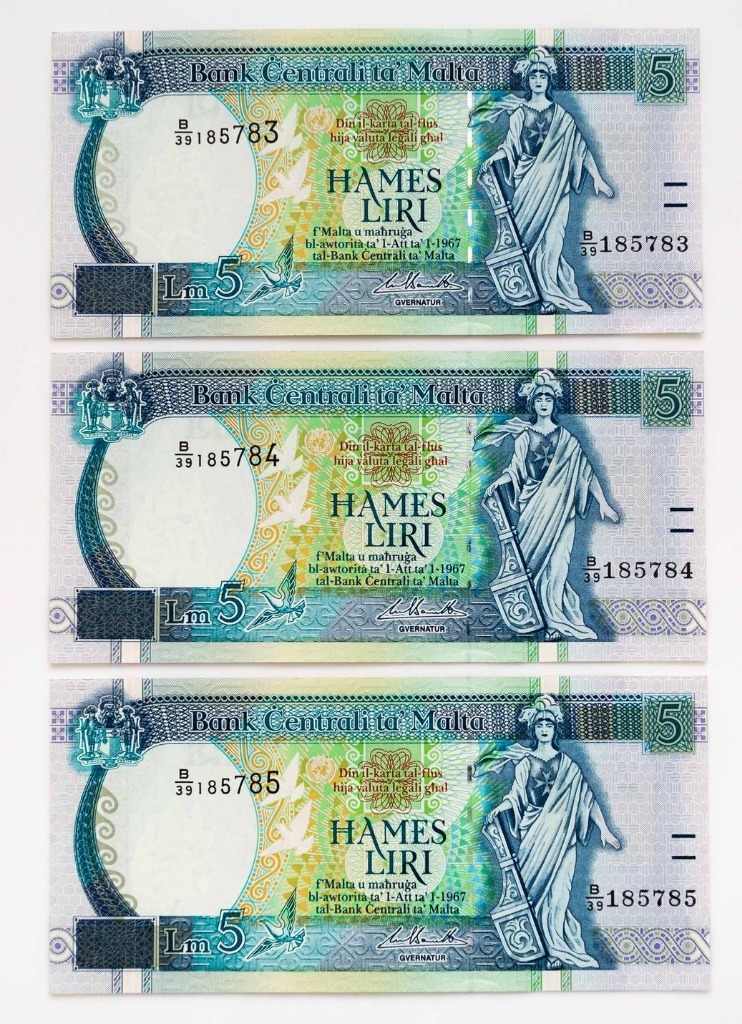 Bank Ċentrali ta' Malta
5
B/39 185783
Din il-karta tal-flus
hija valuta legali għal
ĦAMES
LIRI
f'Malta u maħruġa
bl-awtorità ta' l-Att ta' l-1967
tal-Bank Ċentrali ta' Malta
B/39 185783
Lm 5
GVERNATUR
Bank Ċentrali ta' Malta
5
B/39 185784
Din il-karta tal-flus
hija valuta legali għal
ĦAMES
LIRI
f'Malta u maħruġa
bl-awtorità ta' l-Att ta' l-1967
tal-Bank Ċentrali ta' Malta
B/39 185784
Lm 5
GVERNATUR
Bank Ċentrali ta' Malta
5
B/39 185785
Din il-karta tal-flus
hija valuta legali għal
ĦAMES
LIRI
f'Malta u maħruġa
bl-awtorità ta' l-Att ta' l-1967
tal-Bank Ċentrali ta' Malta
B/39 185785
Lm 5
GVERNATUR